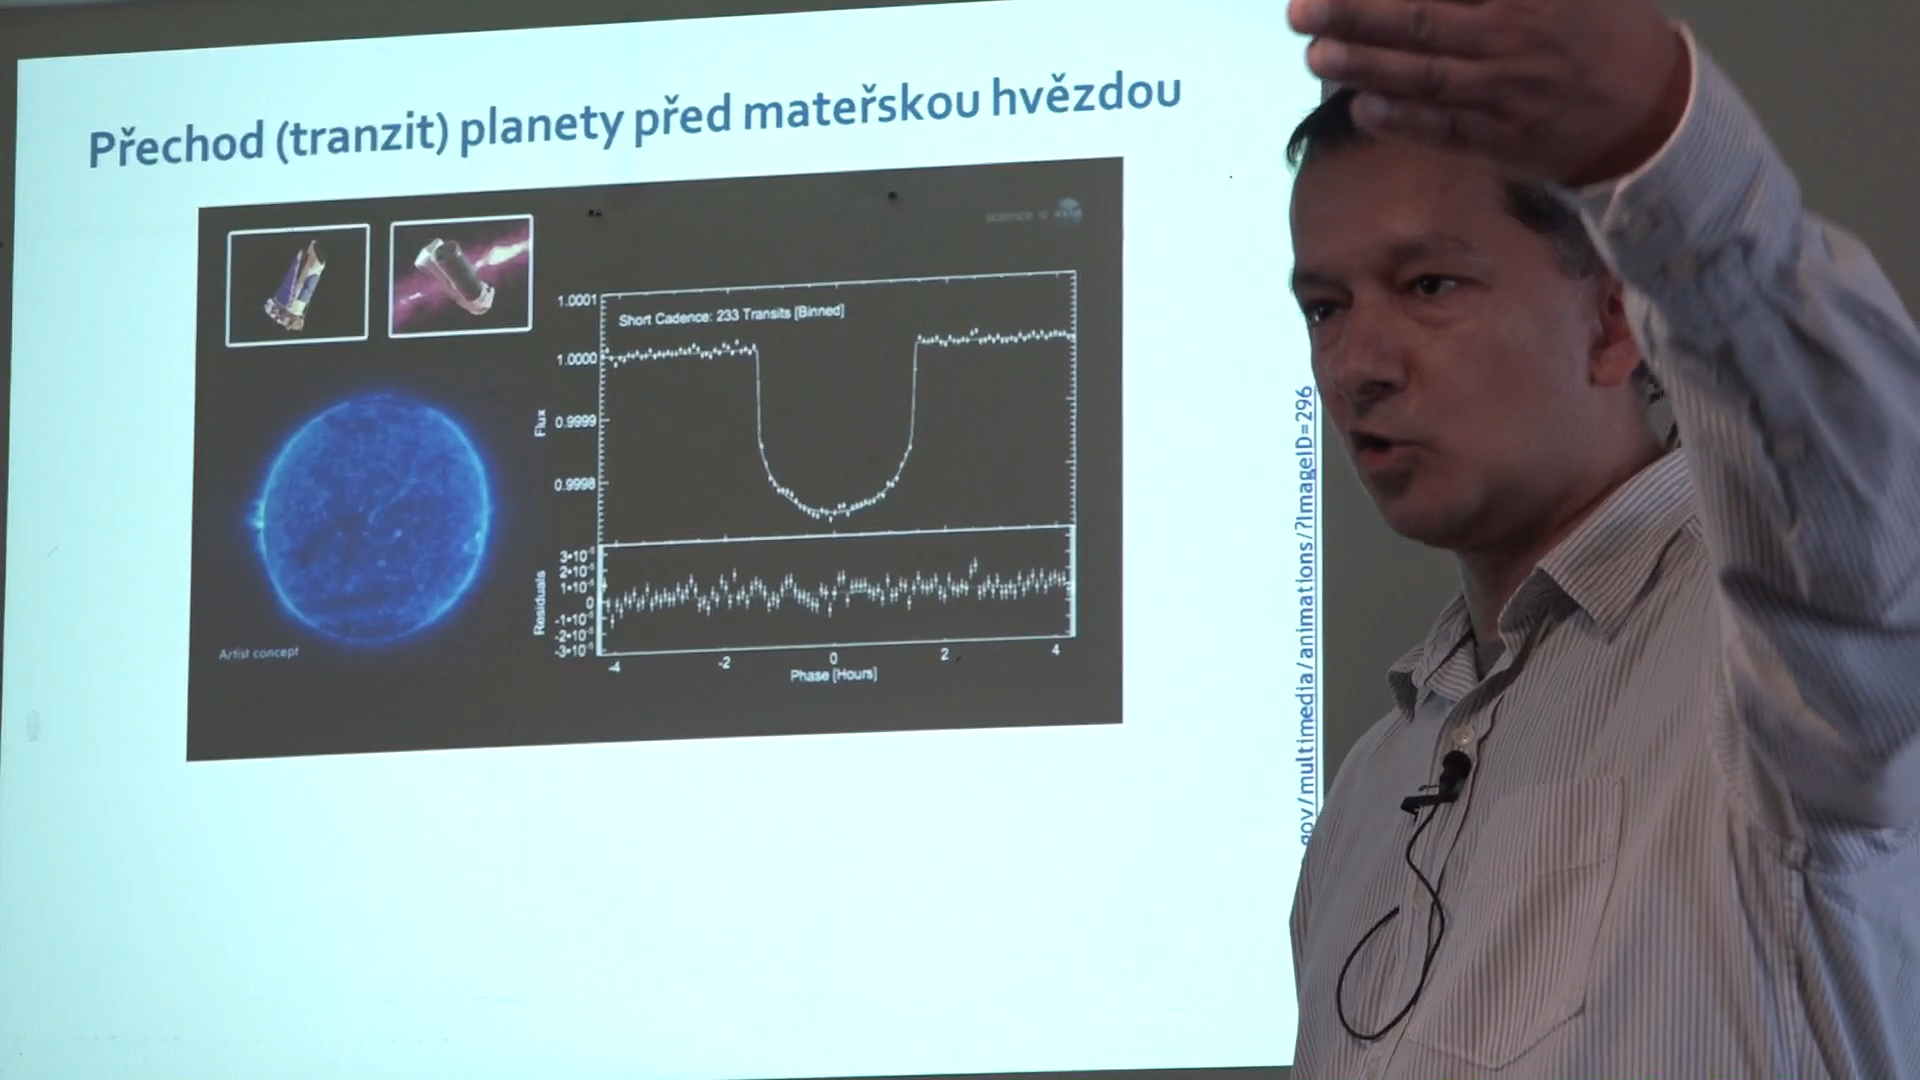 Přechod (tranzit) planety před mateřskou hvězdou
science @ NASA
Short Cadence: 233 Transits [Binned]
1.0001
1.0000
0.9999
0.9998
Flux
3•10⁻⁵
2•10⁻⁵
1•10⁻⁵
0
-1•10⁻⁵
-2•10⁻⁵
-3•10⁻⁵
Residuals
-4 -2 0 2 4
Phase [Hours]
Artist concept
gov/multimedia/animations/?ImageID=296